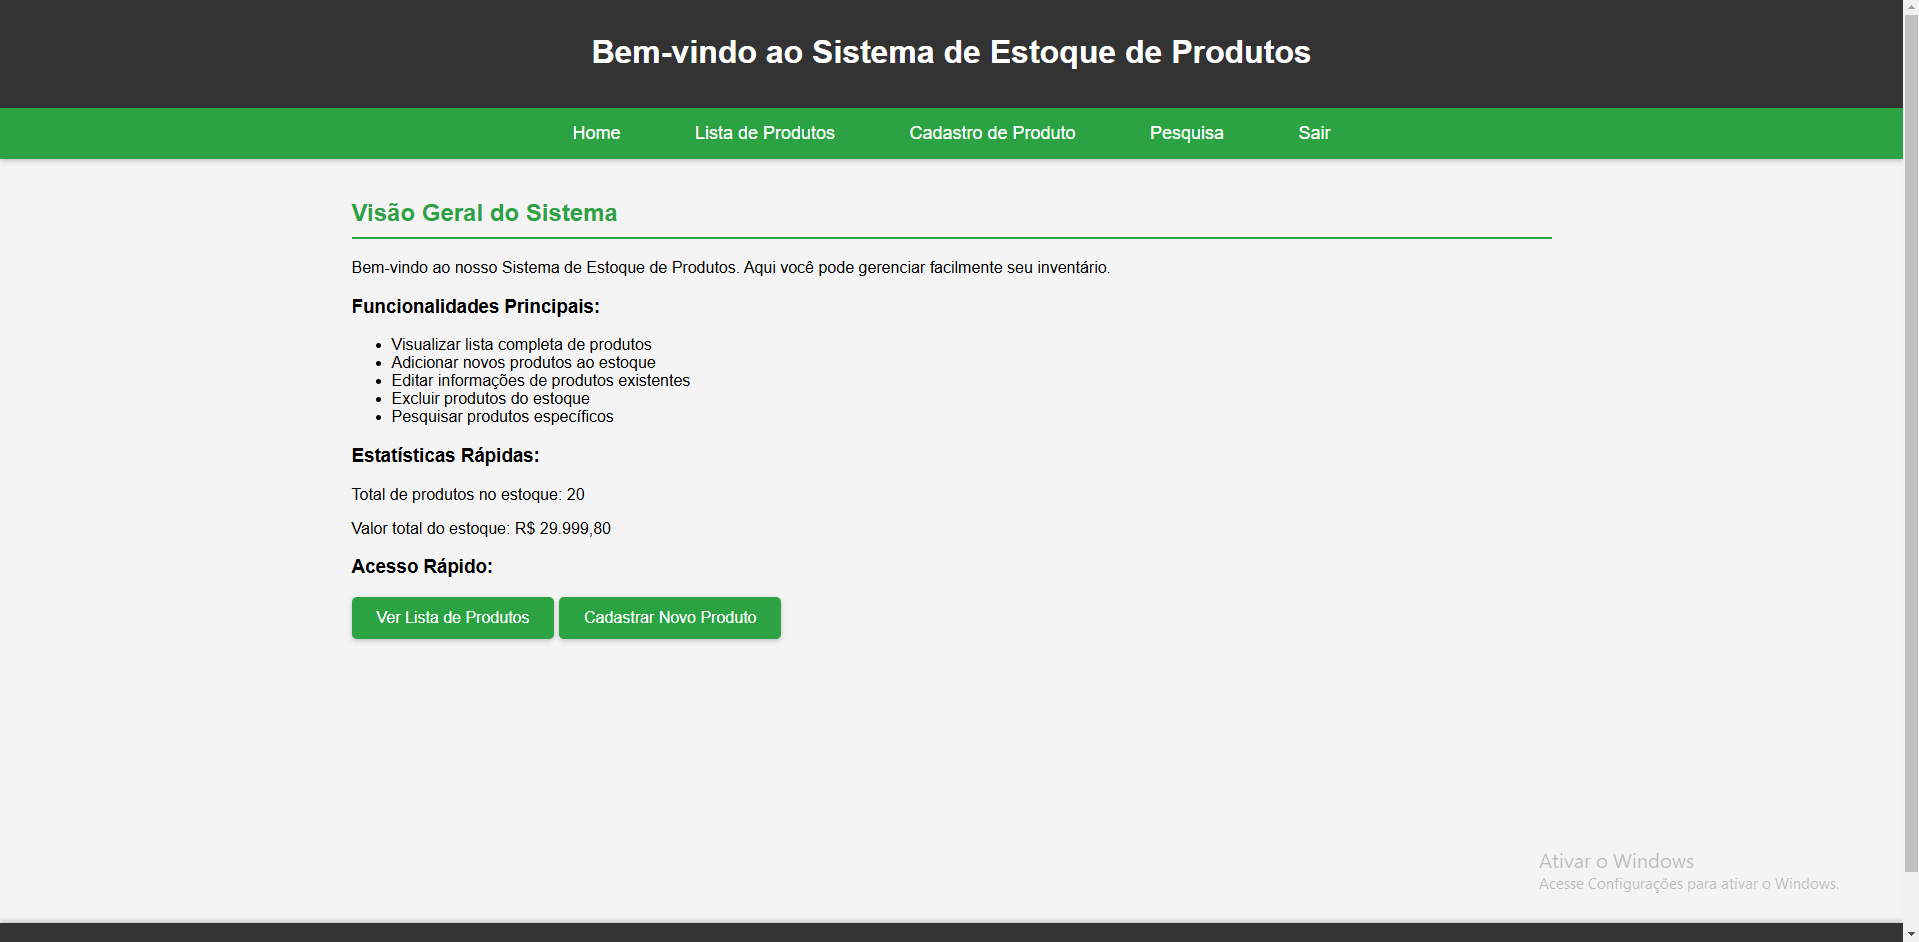 Bem-vindo ao Sistema de Estoque de Produtos
Home Lista de Produtos Cadastro de Produto Pesquisa Sair
Visão Geral do Sistema
Bem-vindo ao nosso Sistema de Estoque de Produtos. Aqui você pode gerenciar facilmente seu inventário.
Funcionalidades Principais:
Visualizar lista completa de produtos
Adicionar novos produtos ao estoque
Editar informações de produtos existentes
Excluir produtos do estoque
Pesquisar produtos específicos
Estatísticas Rápidas:
Total de produtos no estoque: 20
Valor total do estoque: R$ 29.999,80
Acesso Rápido:
Ver Lista de Produtos Cadastrar Novo Produto
Ativar o Windows
Acesse Configurações para ativar o Windows.